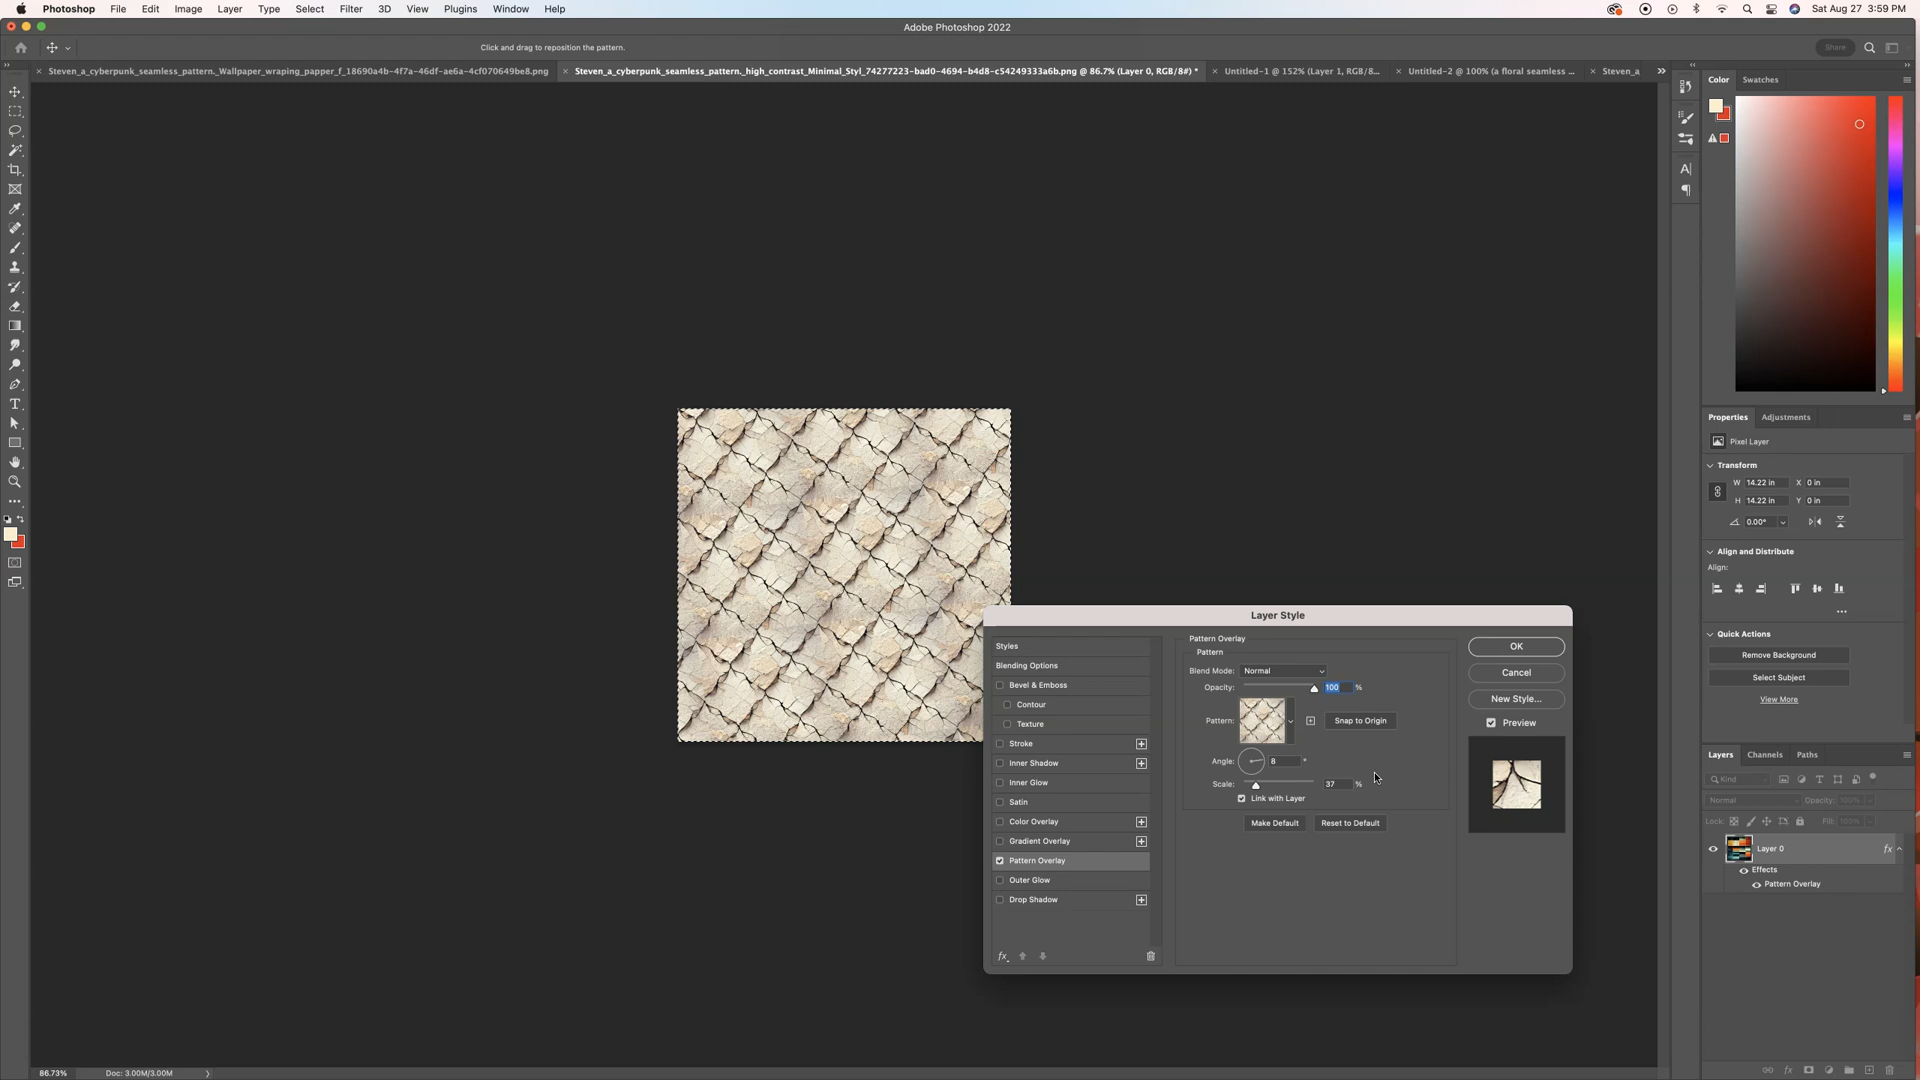 Photoshop File Edit Image Layer Type Select Filter 3D View Plugins Window Help Sat Aug 27 3:59 PM
Adobe Photoshop 2022
Click and drag to reposition the pattern. Share
Steven_a_cyberpunk_seamless_pattern._Wallpaper_wraping_papper_f_18690a4b-4f7a-46df-ae6a-4cf070649be8.png Steven_a_cyberpunk_seamless_pattern._high_contrast_Minimal_Styl_74277223-bad0-4694-b4d8-c54249333a6b.png @ 86.7% (Layer 0, RGB/8#) * Untitled-1 @ 152% (Layer 1, RGB/8... Untitled-2 @ 100% (a floral seamless ... Steven_a
Color Swatches
Properties Adjustments
Pixel Layer
Transform
W 14.22 in X 0 in
H 14.22 in Y 0 in
0.00°
Align and Distribute
Align:
Quick Actions
Remove Background
Select Subject
View More
Layer Style
Styles
Blending Options
Bevel & Emboss
Contour
Texture
Stroke
Inner Shadow
Inner Glow
Satin
Color Overlay
Gradient Overlay
Pattern Overlay
Outer Glow
Drop Shadow
fx
Pattern Overlay
Pattern
Blend Mode: Normal
Opacity: 100 %
Pattern: Snap to Origin
Angle: 8 °
Scale: 37 %
Link with Layer
Make Default Reset to Default
OK
Cancel
New Style...
Preview
Layers Channels Paths
Kind
Normal Opacity: 100%
Lock: Fill: 100%
Layer 0 fx
Effects
Pattern Overlay
86.73% Doc: 3.00M/3.00M
fx